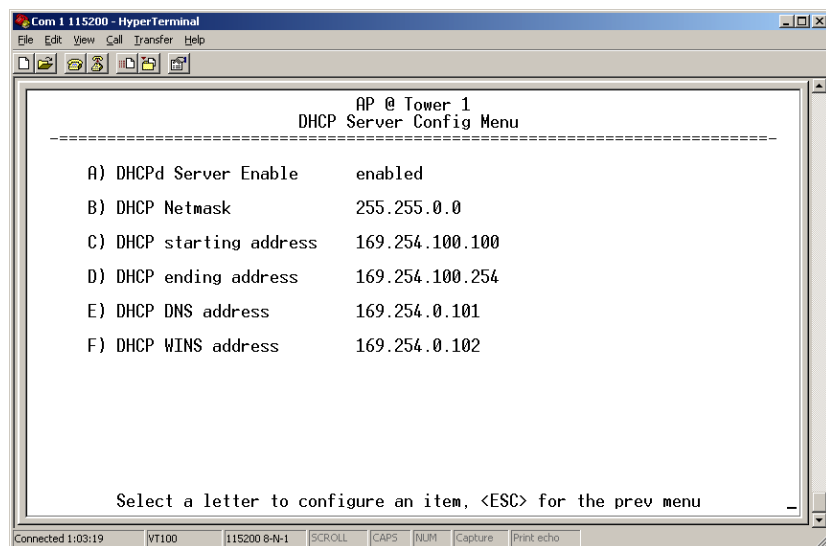 Com 1 115200 - HyperTerminal
File Edit View Call Transfer Help
AP @ Tower 1
DHCP Server Config Menu
-==========================================================================-
A) DHCPd Server Enable enabled
B) DHCP Netmask 255.255.0.0
C) DHCP starting address 169.254.100.100
D) DHCP ending address 169.254.100.254
E) DHCP DNS address 169.254.0.101
F) DHCP WINS address 169.254.0.102
Select a letter to configure an item, <ESC> for the prev menu _
Connected 1:03:19 VT100 115200 8-N-1 SCROLL CAPS NUM Capture Print echo